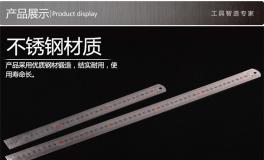 产品展示 | Product display
工具智造专家
不锈钢材质
产品采用优质钢材锻造，结实耐用，使
用寿命长。